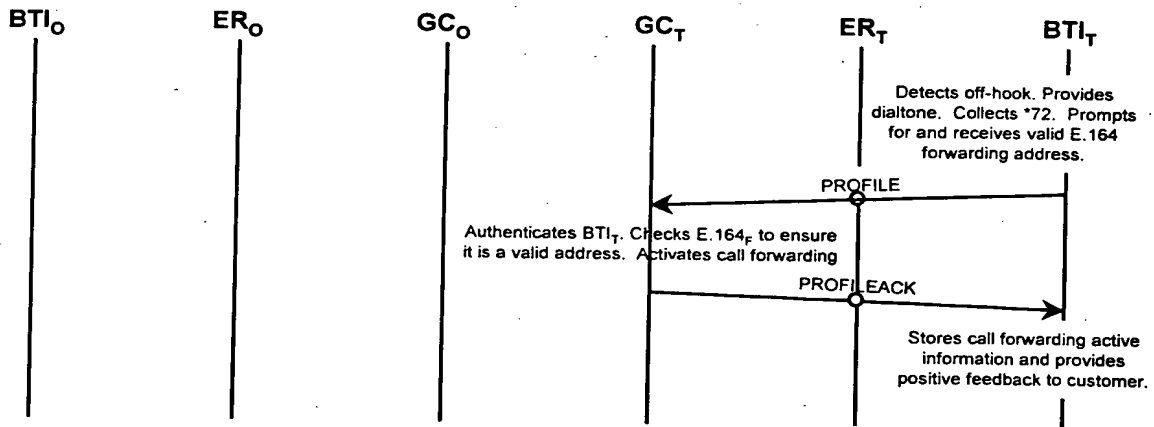 BTI_O ER_O GC_O GC_T ER_T BTI_T
Detects off-hook. Provides
dialtone. Collects *72. Prompts
for and receives valid E.164
forwarding address.
PROFILE
Authenticates BTI_T. Checks E.164_F to ensure
it is a valid address. Activates call forwarding
PROFILEACK
Stores call forwarding active
information and provides
positive feedback to customer.